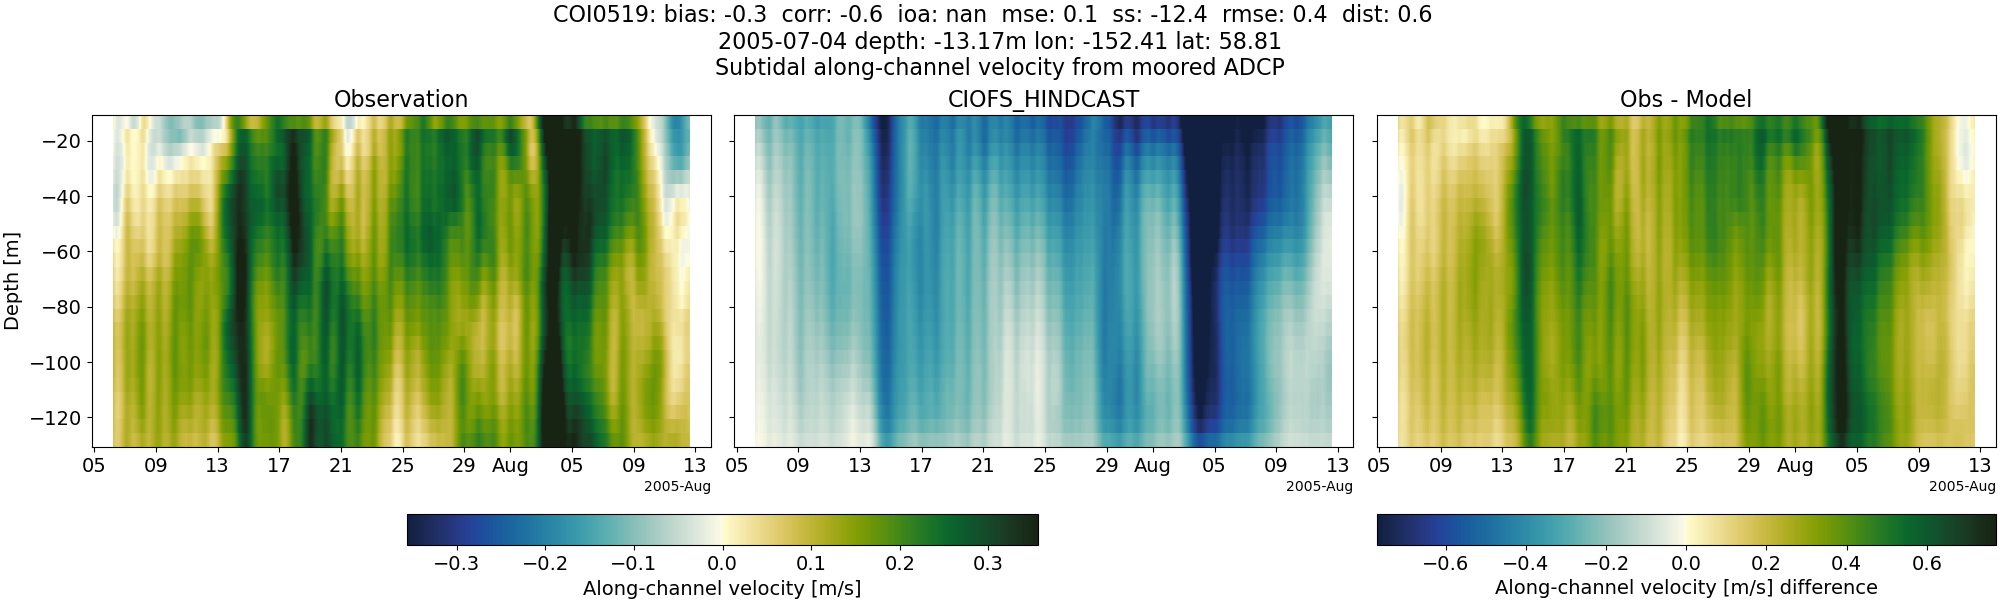 COI0519: bias: -0.3 corr: -0.6 ioa: nan mse: 0.1 ss: -12.4 rmse: 0.4 dist: 0.6
2005-07-04 depth: -13.17m lon: -152.41 lat: 58.81
Subtidal along-channel velocity from moored ADCP
Observation
CIOFS_HINDCAST
Obs - Model
Depth [m]
−20
−40
−60
−80
−100
−120
05 09 13 17 21 25 29 Aug 05 09 13
2005-Aug
05 09 13 17 21 25 29 Aug 05 09 13
2005-Aug
05 09 13 17 21 25 29 Aug 05 09 13
2005-Aug
−0.3 −0.2 −0.1 0.0 0.1 0.2 0.3
Along-channel velocity [m/s]
−0.6 −0.4 −0.2 0.0 0.2 0.4 0.6
Along-channel velocity [m/s] difference